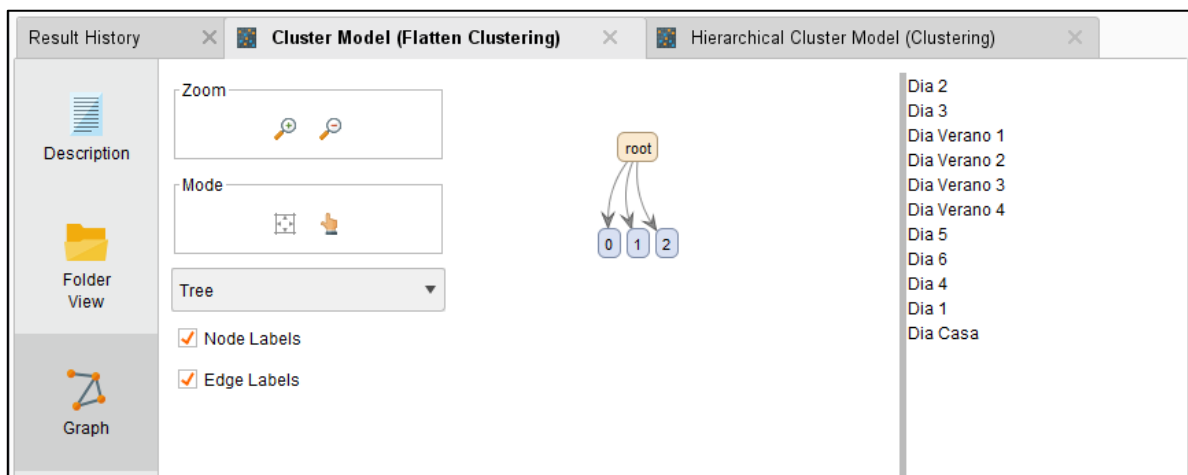 Result History
Cluster Model (Flatten Clustering)
Hierarchical Cluster Model (Clustering)
Description
Folder
View
Graph
Zoom
Mode
Tree
Node Labels
Edge Labels
root
0 1 2
Dia 2
Dia 3
Dia Verano 1
Dia Verano 2
Dia Verano 3
Dia Verano 4
Dia 5
Dia 6
Dia 4
Dia 1
Dia Casa